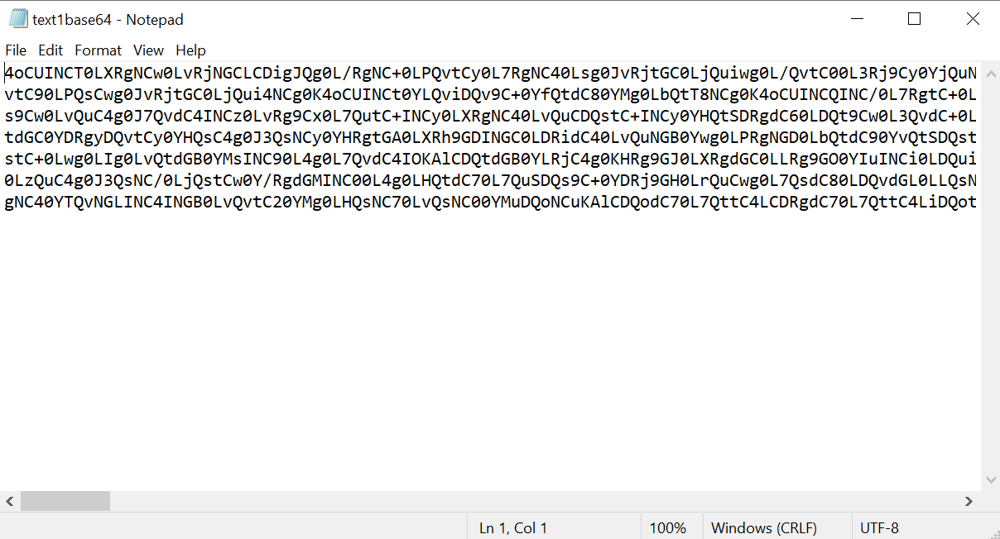 text1base64 - Notepad
File Edit Format View Help
4oCUINCT0LXRgNCw0LvRjNGCLCDigJQg0L/RgNC+0LPQvtCy0L7RgNC40Lsg0JvRjtGC0LjQuiwg0L/QvtC00L3Rj9Cy0YjQuN
vtC90LPQsCwg0JvRjtGC0LjQui4NCg0K4oCUINCt0YLQviDQv9C+0YfQtdC80YMg0LbQtT8NCg0K4oCUINCQINC/0L7RgtC+0L
s9Cw0LvQuC4g0J7QvdC4INCz0LvRg9Cx0L7QutC+INCy0LXRgNC40LvQuCDQstC+INCy0YHQtSDRgdC60LDQt9Cw0L3QvdC+0L
tdGC0YDRgyDQvtCy0YHQsC4g0J3QsNCy0YHRgtGA0LXRh9GDINGC0LDRidC40LvQuNGB0Ywg0LPRgNGD0LbQtdC90YvQtSDQst
stC+0Lwg0LIg0LvQtdGB0YMsINC90L4g0L7QvdC4IOKAlCDQtdGB0YLRjC4g0KHRg9GJ0LXRgdGC0LLRg9GO0YIuINCi0LDQui
0LzQuC4g0J3QsNC/0LjQstCw0Y/RgdGMINC00L4g0LHQtdC70L7QuSDQs9C+0YDRj9GH0LrQuCwg0L7QsdC80LDQvdGL0LLQsN
gNC40YTQvNGLINC4INGB0LvQvtC20YMg0LHQsNC70LvQsNC00YMuDQoNCuKAlCDQodC70L7QttC4LCDRgdC70L7QttC4LiDQot
Ln 1, Col 1 100% Windows (CRLF) UTF-8